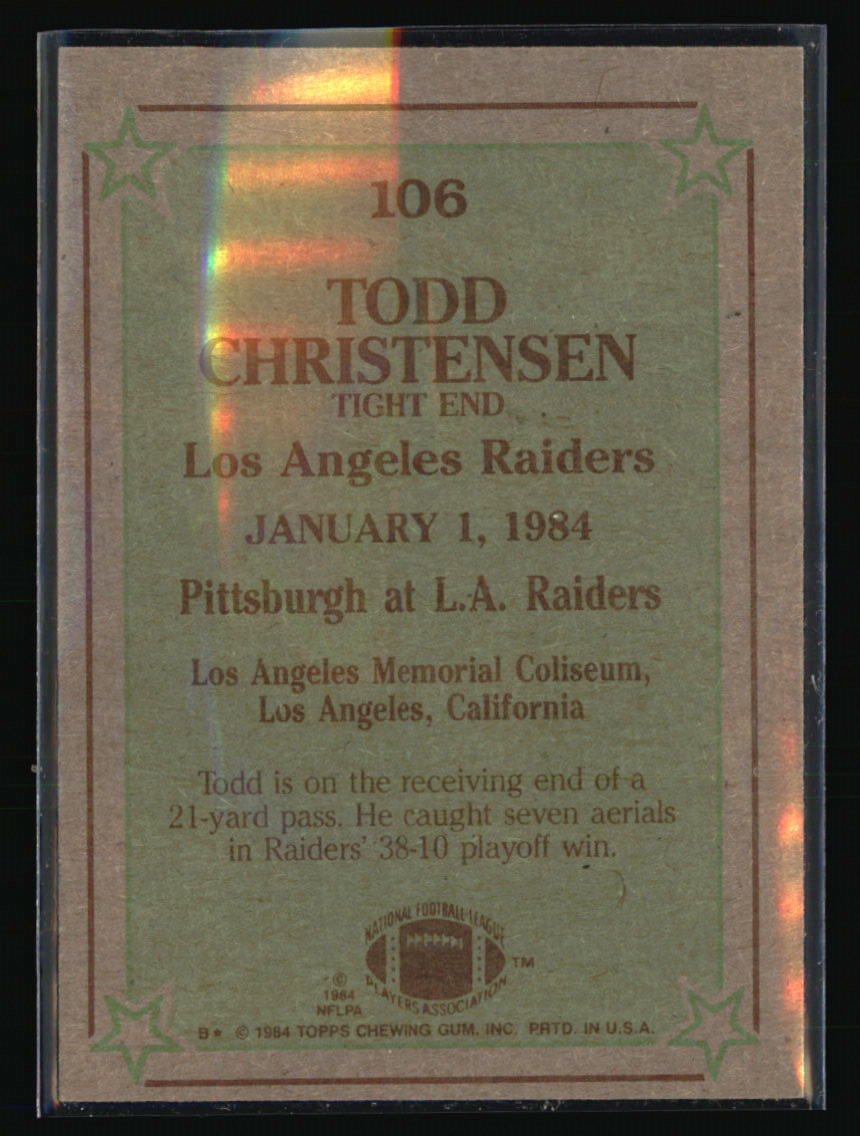 106
TODD
CHRISTENSEN
TIGHT END
Los Angeles Raiders
JANUARY 1, 1984
Pittsburgh at L.A. Raiders
Los Angeles Memorial Coliseum,
Los Angeles, California
Todd is on the receiving end of a
21-yard pass. He caught seven aerials
in Raiders' 38-10 playoff win.
NATIONAL FOOTBALL LEAGUE
PLAYERS ASSOCIATION
TM
©
1984
NFLPA
B* © 1984 TOPPS CHEWING GUM, INC. PRTD. IN U.S.A.